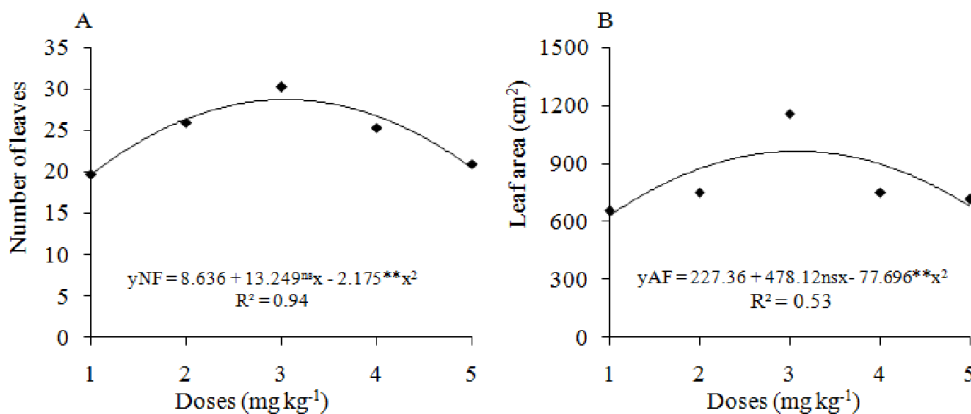 A
Number of leaves
35
30
25
20
15
10
5
0
yNF = 8.636 + 13.249ⁿˢx - 2.175**x²
R² = 0.94
1 2 3 4 5
Doses (mg kg⁻¹)
B
Leaf area (cm²)
1500
1200
900
600
300
0
yAF = 227.36 + 478.12nsx- 77.696**x²
R² = 0.53
1 2 3 4 5
Doses (mg kg⁻¹)